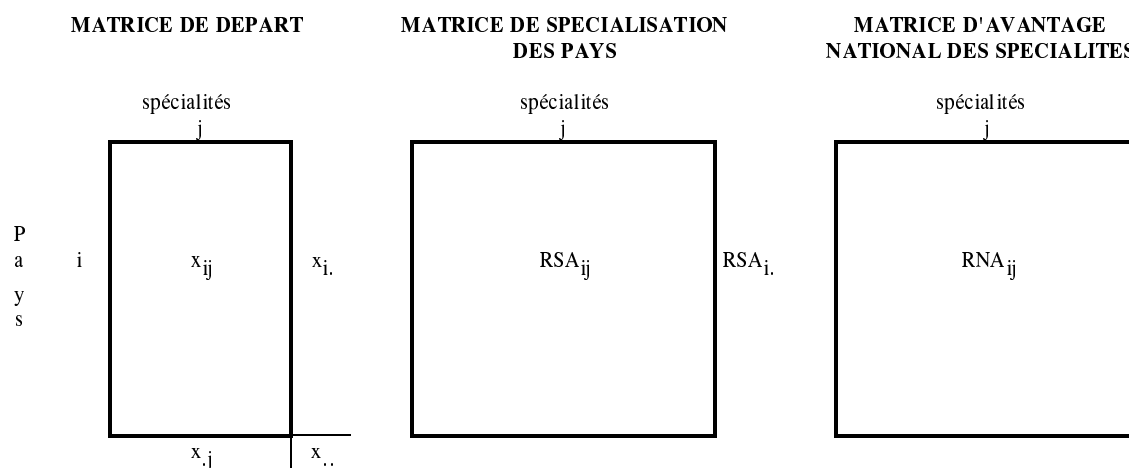 MATRICE DE DEPART
MATRICE DE SPECIALISATION
DES PAYS
MATRICE D'AVANTAGE
NATIONAL DES SPECIALITES
spécialités
j
spécialités
j
spécialités
j
P
a
y
s
i
x_ij
x_i.
RSA_ij
RSA_i.
RNA_ij
x_.j
x_..